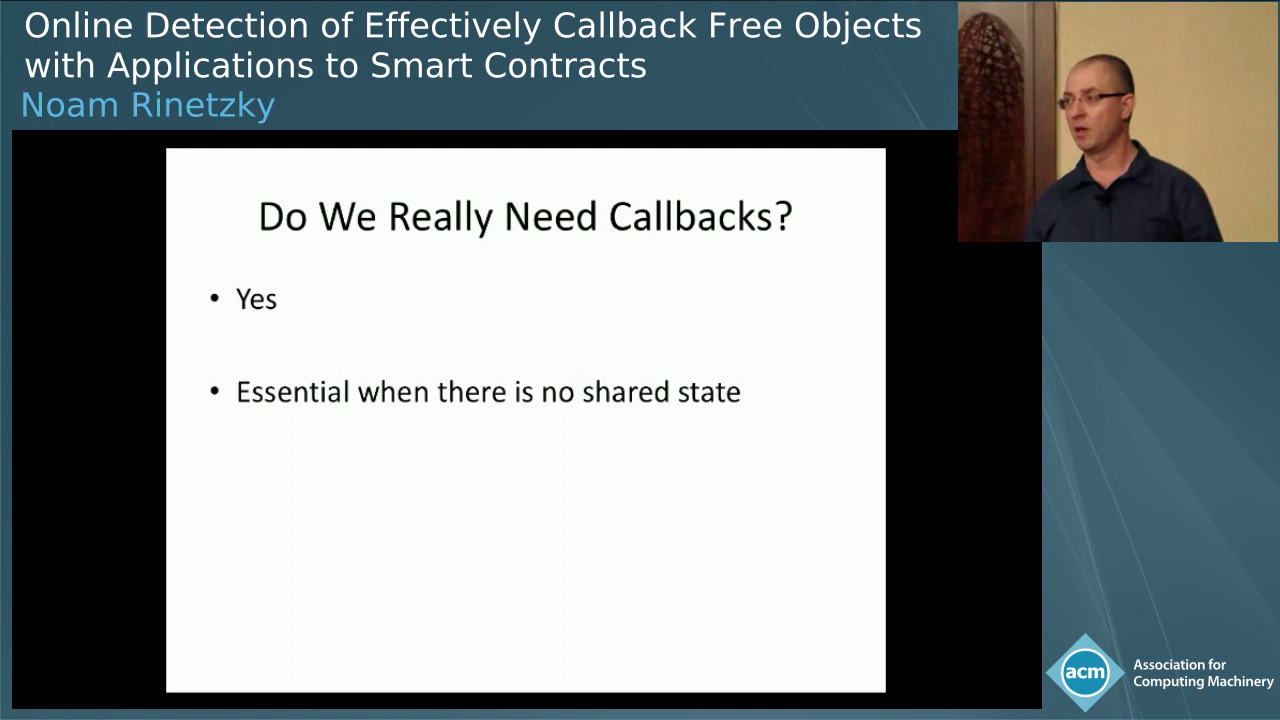 Online Detection of Effectively Callback Free Objects
with Applications to Smart Contracts
Noam Rinetzky
Do We Really Need Callbacks?
• Yes
• Essential when there is no shared state
acm
Association for
Computing Machinery